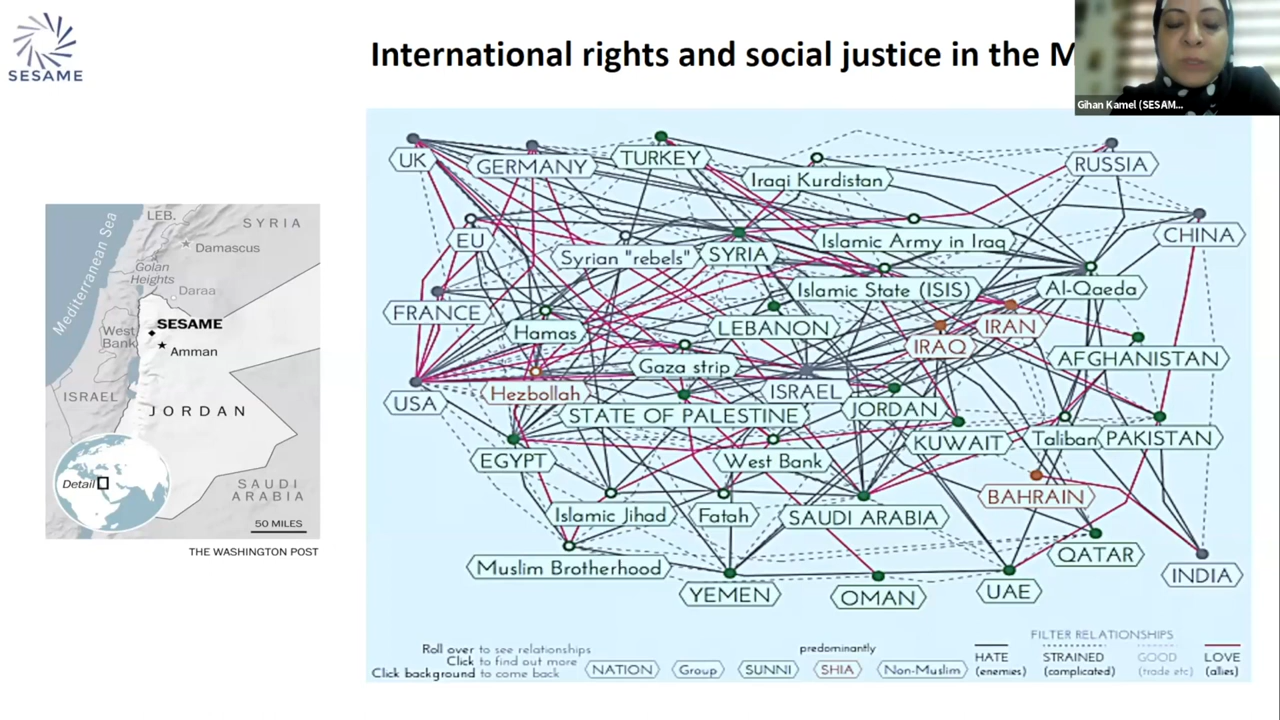 SESAME
International rights and social justice in the M
Gihan Kamel (SESAM...
LEB.
SYRIA
Damascus
Golan
Heights
Daraa
Mediterranean Sea
SESAME
West
Bank
Amman
ISRAEL
JORDAN
Detail
SAUDI
ARABIA
50 MILES
THE WASHINGTON POST
UK
GERMANY
TURKEY
Iraqi Kurdistan
RUSSIA
EU
Syrian "rebels"
SYRIA
Islamic Army in Iraq
CHINA
Islamic State (ISIS)
Al-Qaeda
FRANCE
Hamas
LEBANON
IRAQ
IRAN
AFGHANISTAN
Gaza strip
USA
Hezbollah
ISRAEL
STATE OF PALESTINE
JORDAN
KUWAIT
Taliban
PAKISTAN
EGYPT
West Bank
BAHRAIN
Islamic Jihad
Fatah
SAUDI ARABIA
QATAR
Muslim Brotherhood
YEMEN
OMAN
UAE
INDIA
Roll over to see relationships
Click to find out more
Click background to come back
predominantly
NATION Group SUNNI SHIA Non-Muslim
FILTER RELATIONSHIPS
HATE STRAINED GOOD LOVE
(enemies) (complicated) (trade etc) (allies)